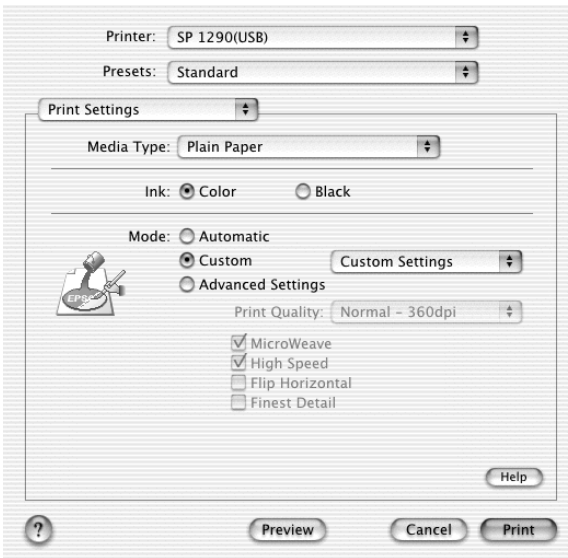 Printer: SP 1290(USB)
Presets: Standard
Print Settings
Media Type: Plain Paper
Ink: Color Black
Mode: Automatic
Custom Custom Settings
Advanced Settings
Print Quality: Normal - 360dpi
MicroWeave
High Speed
Flip Horizontal
Finest Detail
EPSO
Help
? Preview Cancel Print